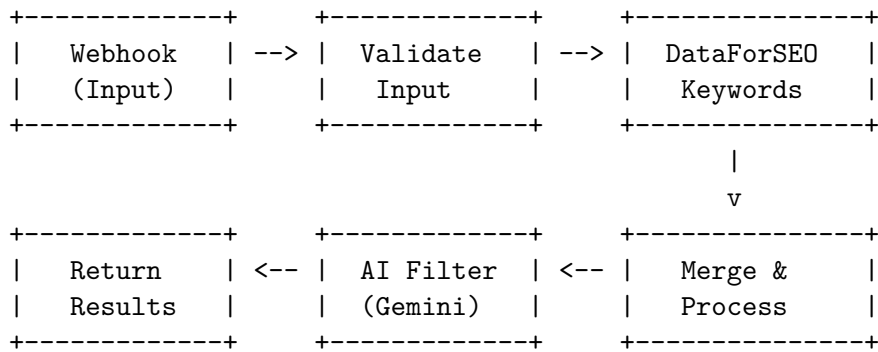 Webhook --> Validate --> DataForSEO
(Input) Input Keywords
v
Return <-- AI Filter <-- Merge &
Results (Gemini) Process